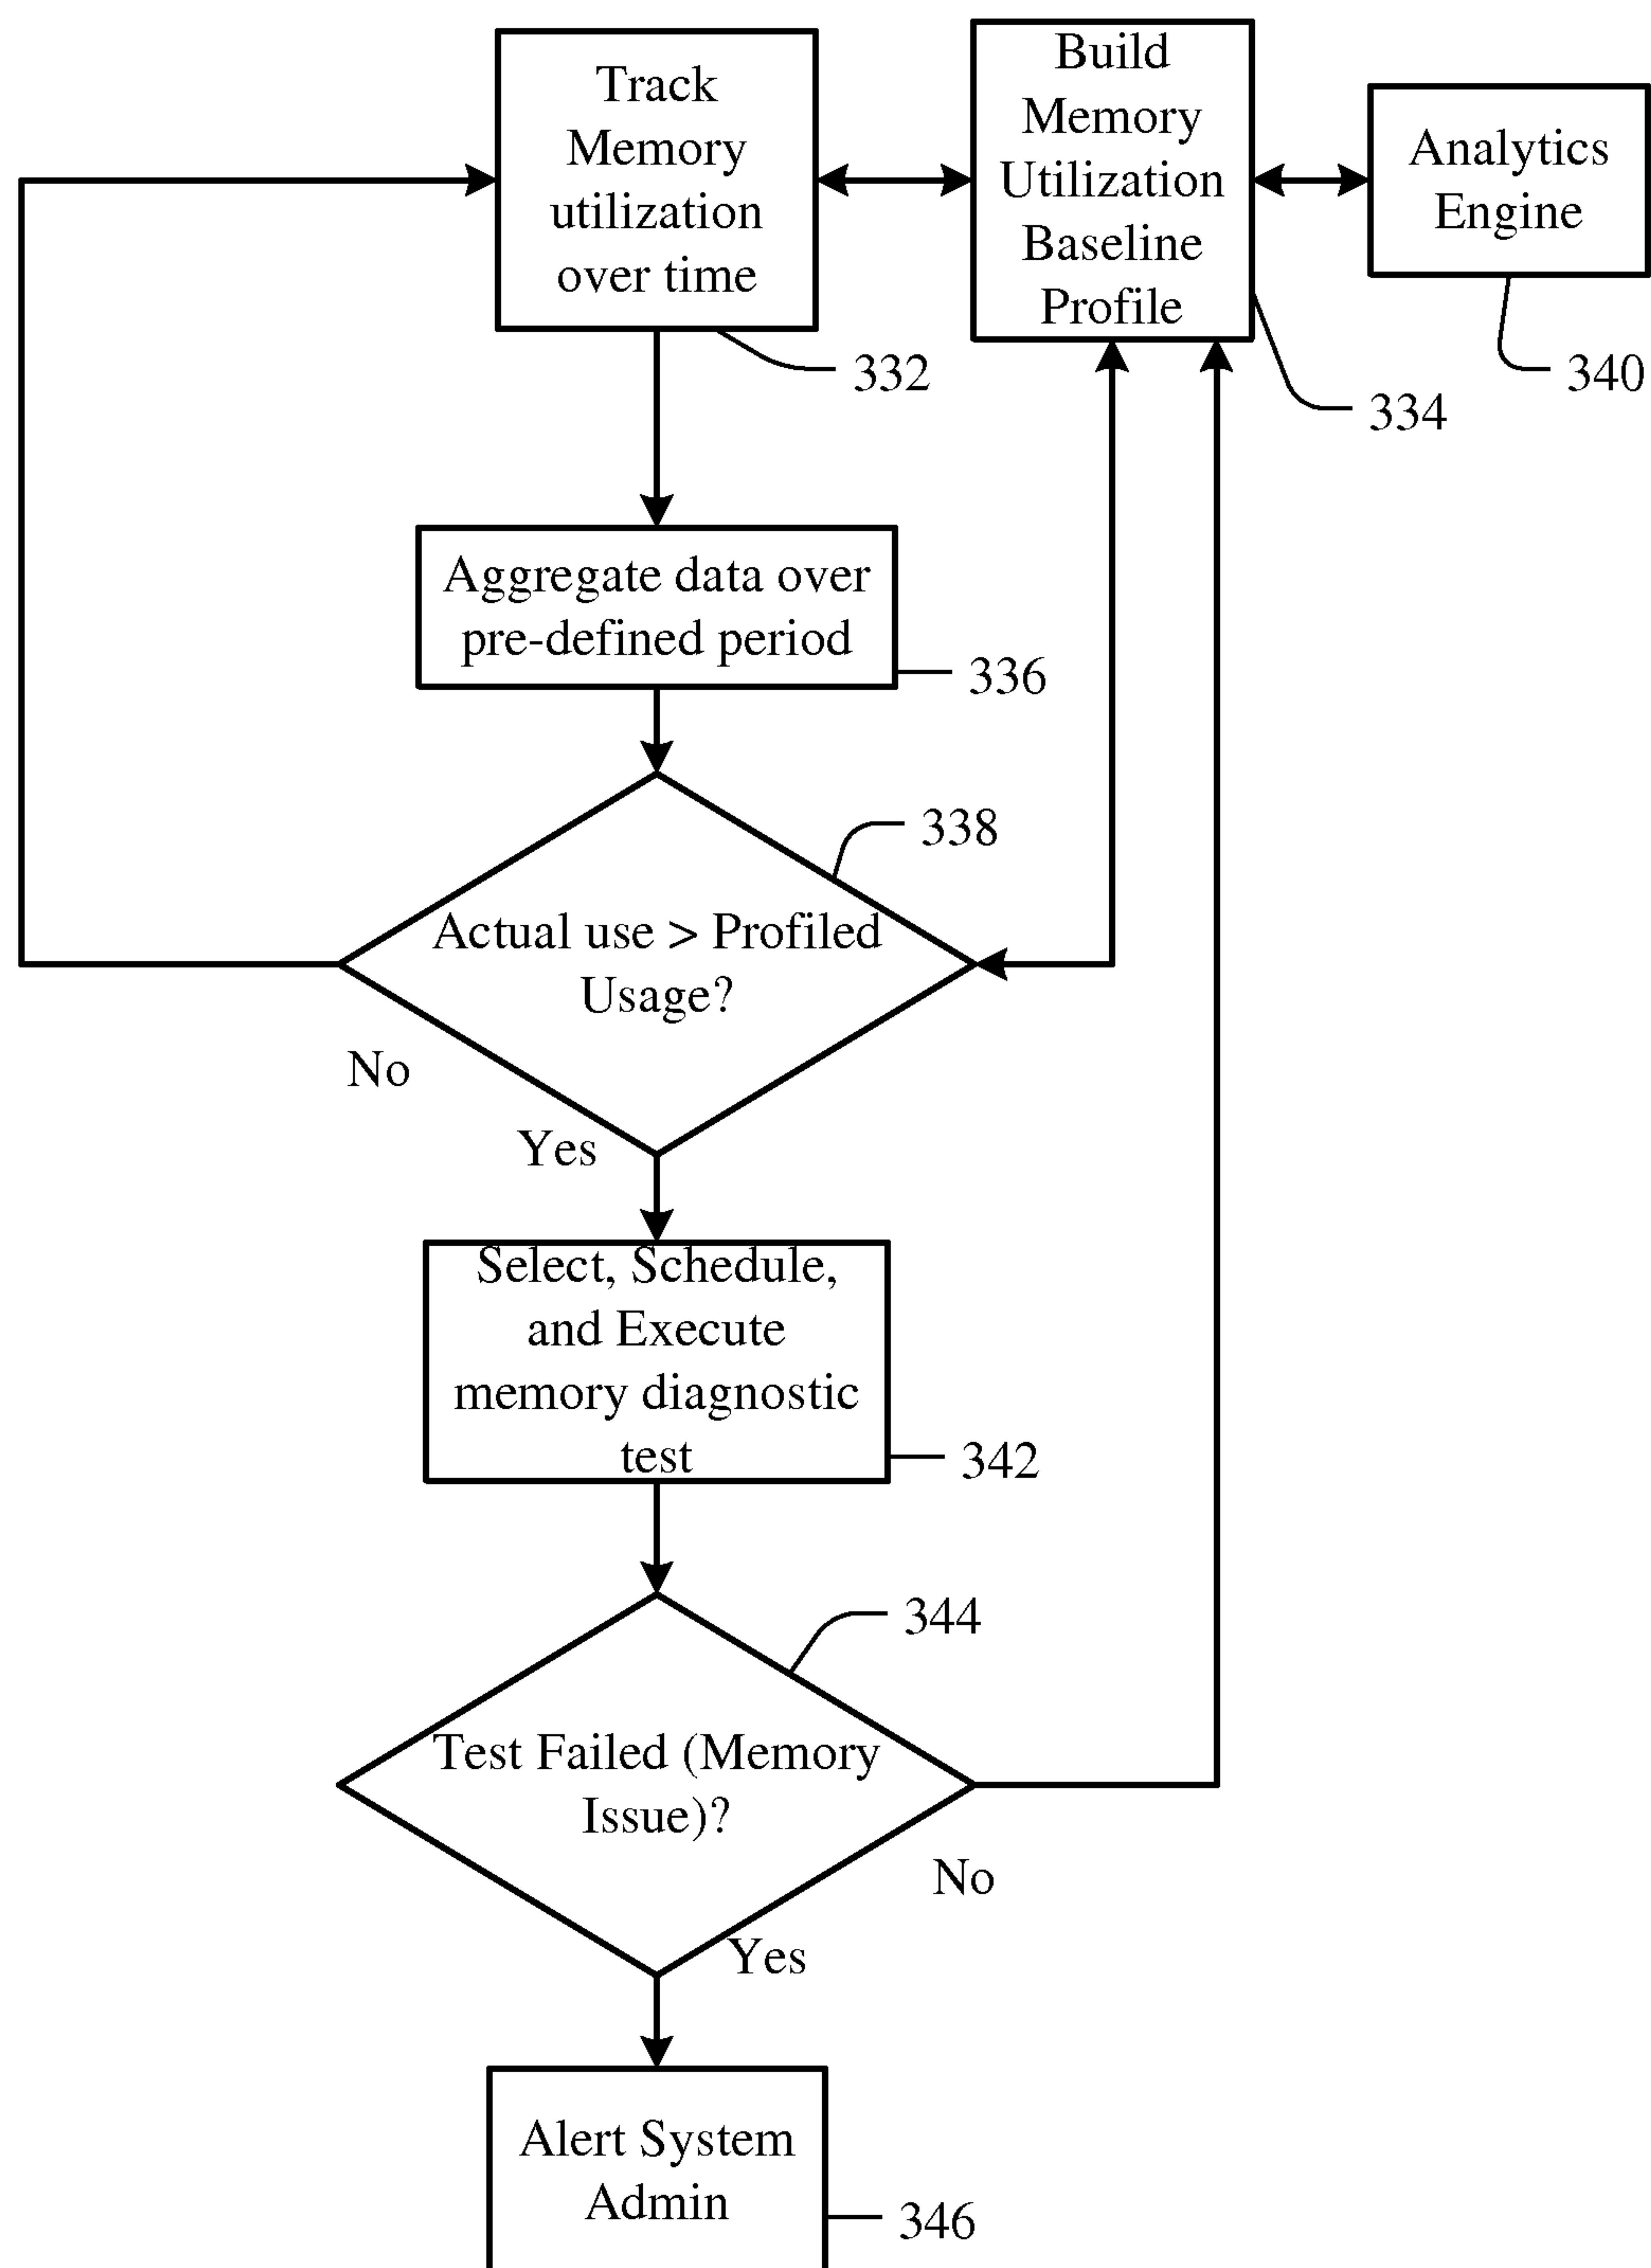 Track
Memory
utilization
over time
332
Build
Memory
Utilization
Baseline
Profile
334
Analytics
Engine
340
Aggregate data over
pre-defined period
336
338
Actual use > Profiled
Usage?
No
Yes
Select, Schedule,
and Execute
memory diagnostic
test
342
344
Test Failed (Memory
Issue)?
No
Yes
Alert System
Admin
346